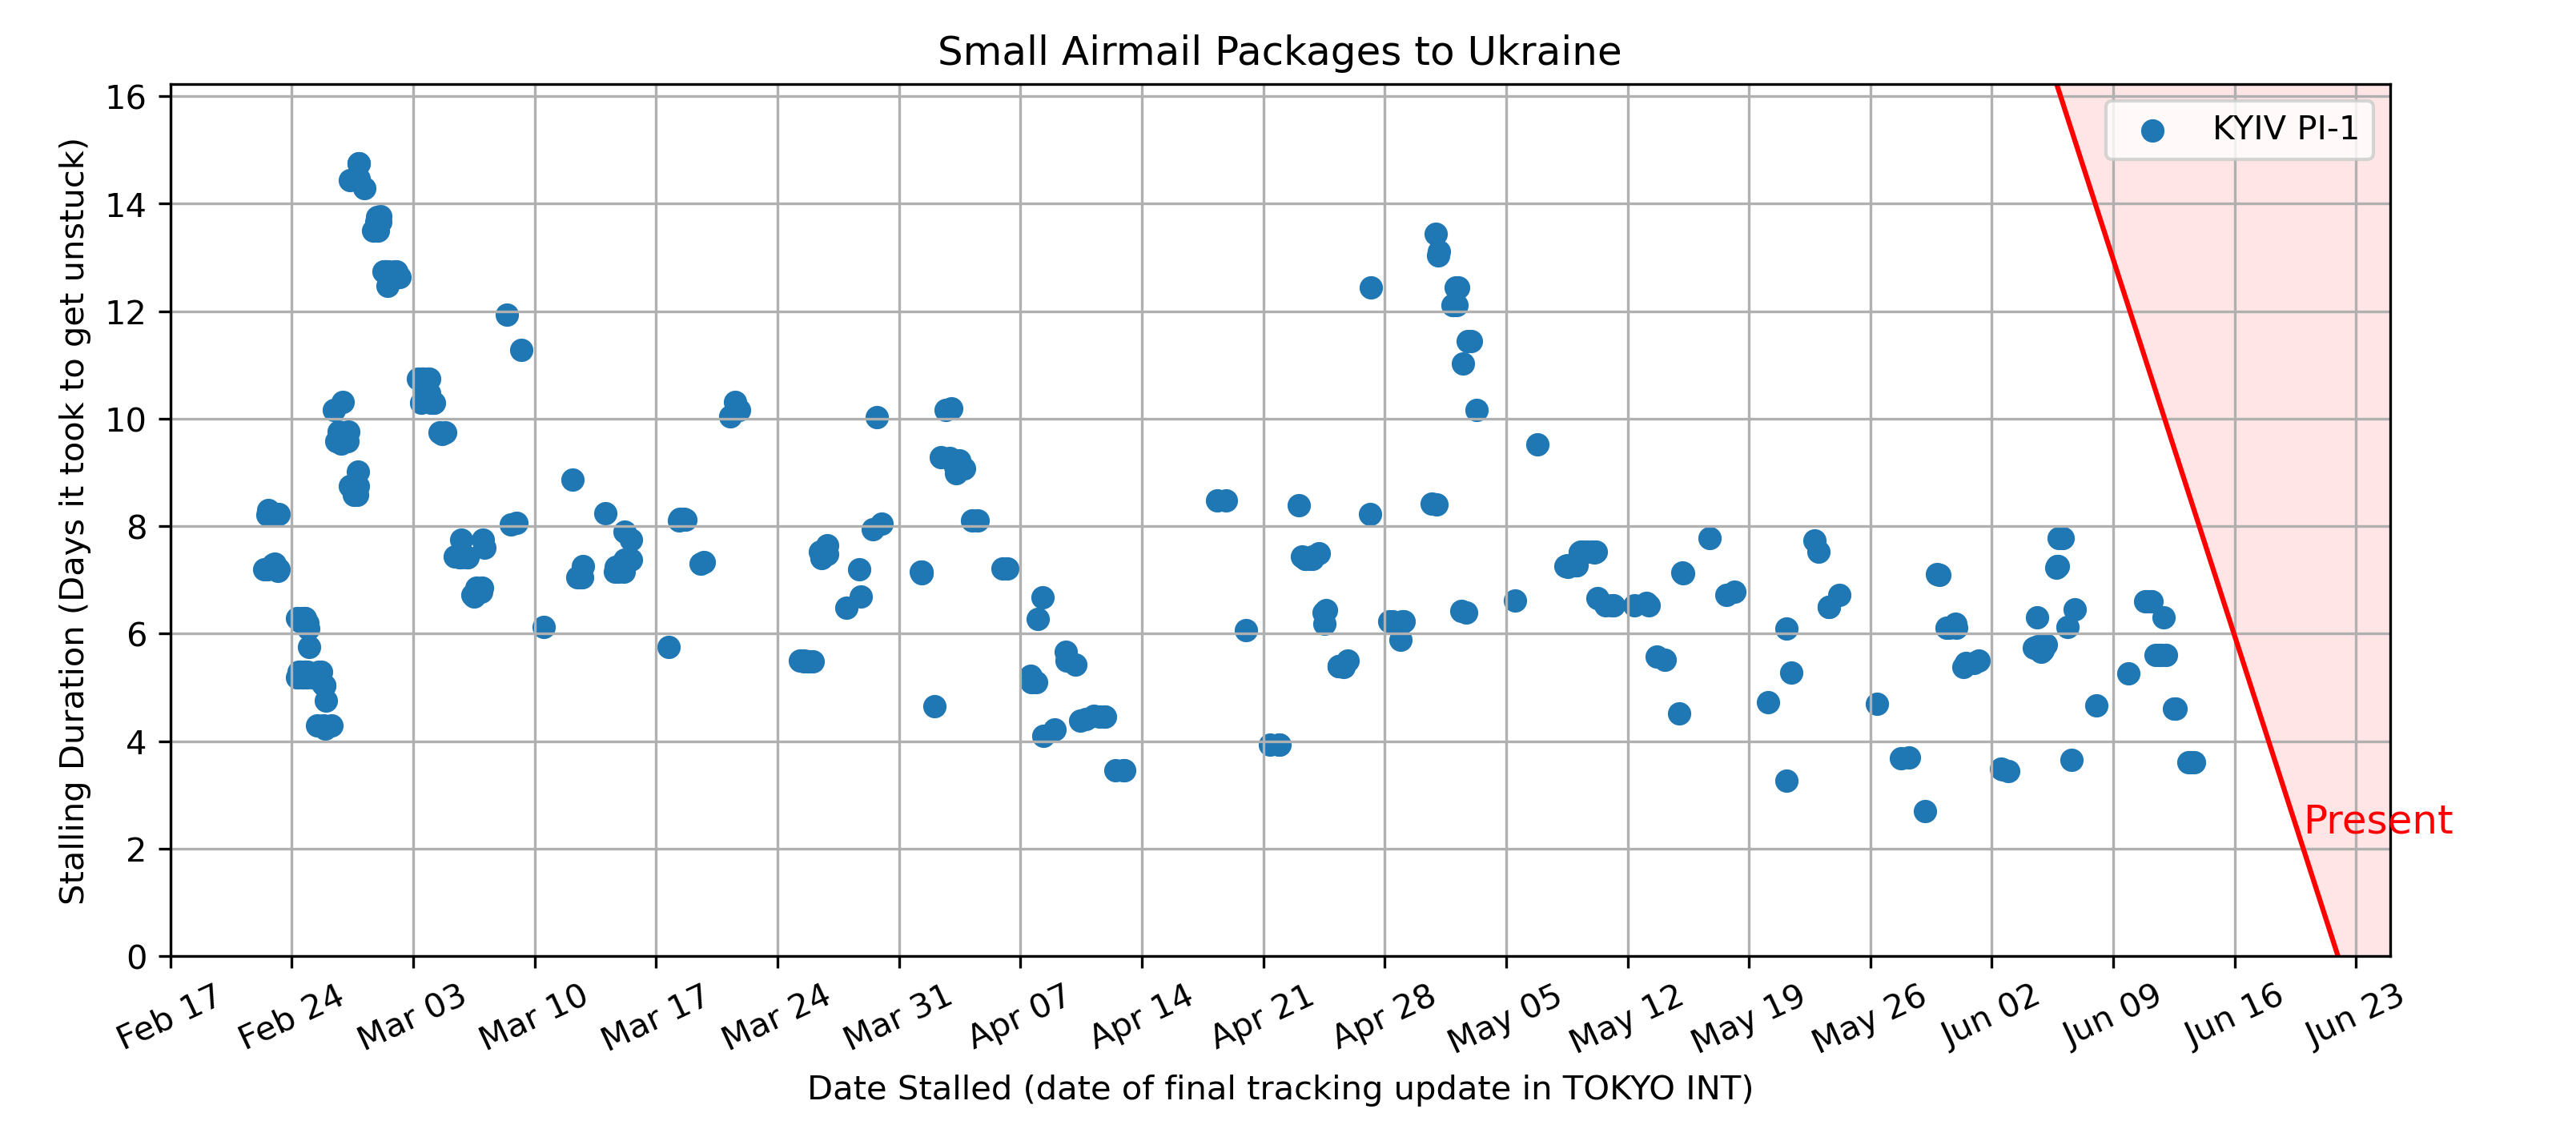 Small Airmail Packages to Ukraine
Stalling Duration (Days it took to get unstuck)
16
14
12
10
8
6
4
2
0
KYIV PI-1
Present
Feb 17
Feb 24
Mar 03
Mar 10
Mar 17
Mar 24
Mar 31
Apr 07
Apr 14
Apr 21
Apr 28
May 05
May 12
May 19
May 26
Jun 02
Jun 09
Jun 16
Jun 23
Date Stalled (date of final tracking update in TOKYO INT)